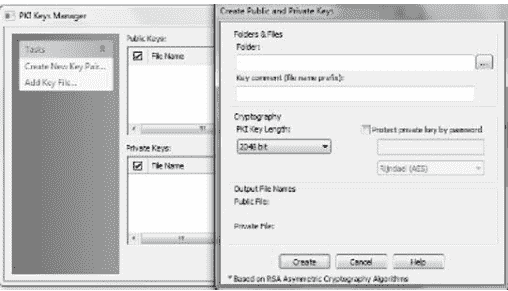 PKI Keys Manager
Tasks
Create New Key Pair...
Add Key File...
Public Keys:
File Name
Private Keys:
File Name
Create Public and Private Keys
Folders & Files
Folder:
...
Key comment (file name prefix):
Cryptography
PKI Key Length:
2048 bit
Protect private key by password
Rijndael (AES)
Output File Names
Public File:
Private File:
Create
Cancel
Help
* Based on RSA Asymmetric Cryptography Algorithms